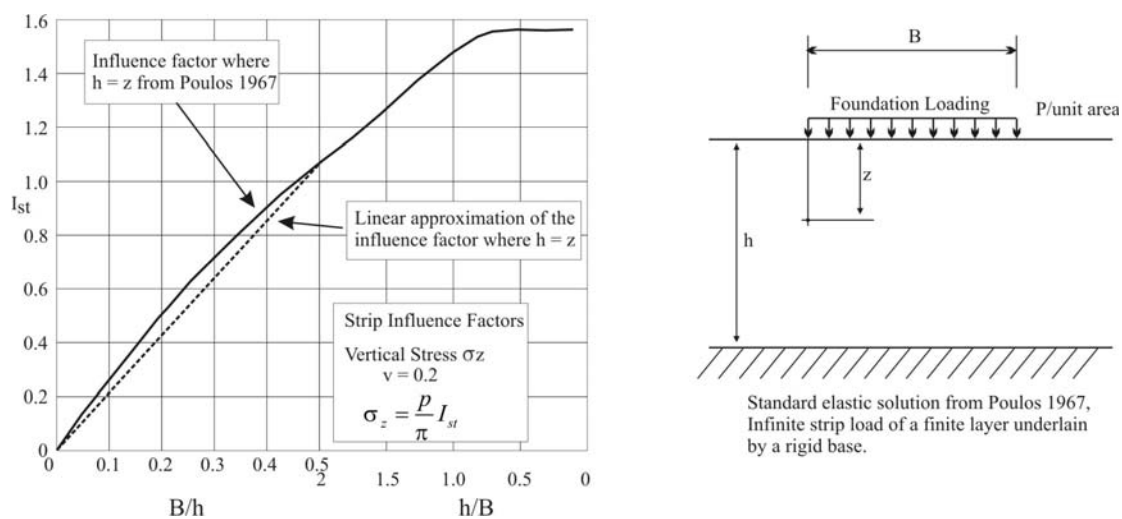 1.6
1.4
1.2
1.0
Ist
0.8
0.6
0.4
0.2
0
Influence factor where
h = z from Poulos 1967
Linear approximation of the
influence factor where h = z
Strip Influence Factors
Vertical Stress σz
v = 0.2
σz = p/π Ist
0 0.1 0.2 0.3 0.4 0.5
2 1.5 1.0 0.5 0
B/h h/B
B
Foundation Loading
P/unit area
z
h
Standard elastic solution from Poulos 1967,
Infinite strip load of a finite layer underlain
by a rigid base.